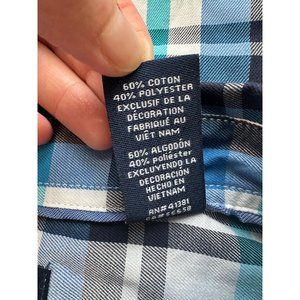 60% COTON
40% POLYESTER
EXCLUSIF DE LA
DÉCORATION
FABRIQUÉ AU
VIÊT NAM
60% ALGODÓN
40% poliéster
EXCLUYENDO LA
DECORACIÓN
HECHO EN
VIETNAM
RN#41381